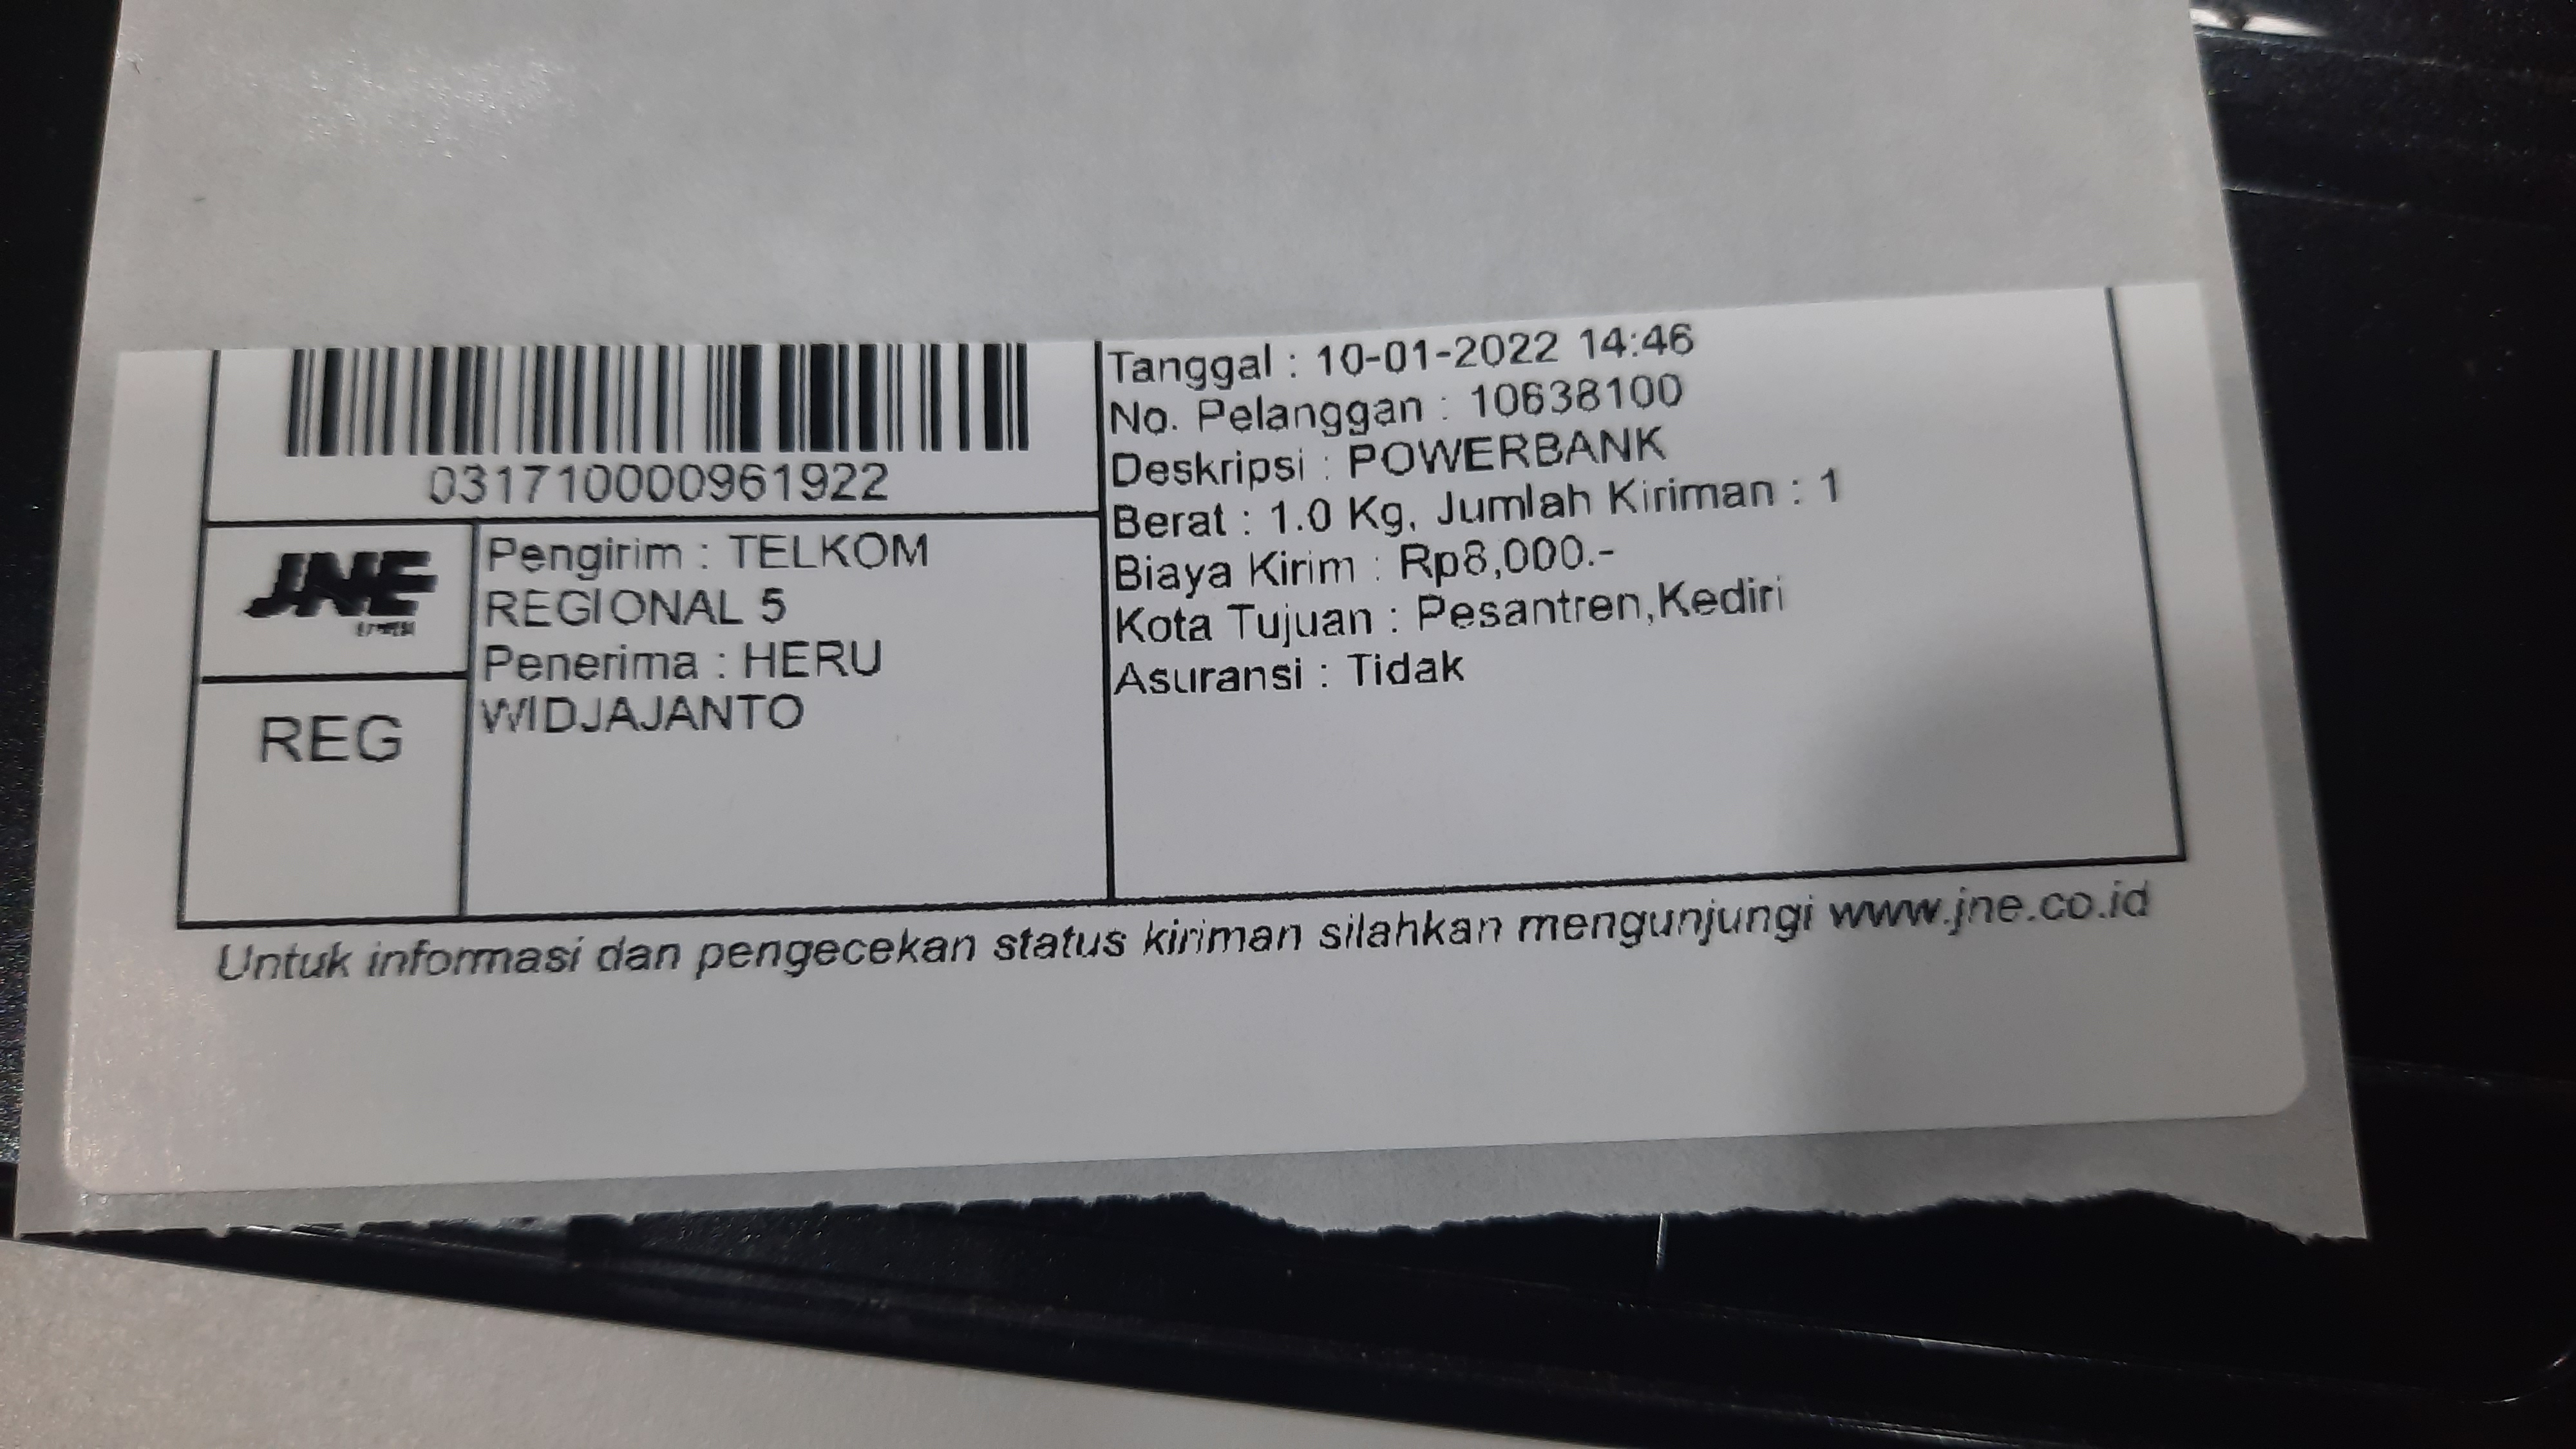 031710000961922
JNE
REG
Pengirim : TELKOM
REGIONAL 5
Penerima : HERU
WIDJAJANTO
Tanggal : 10-01-2022 14:46
No. Pelanggan : 10638100
Deskripsi : POWERBANK
Berat : 1.0 Kg, Jumlah Kiriman : 1
Biaya Kirim : Rp8,000.-
Kota Tujuan : Pesantren,Kediri
Asuransi : Tidak
Untuk informasi dan pengecekan status kiriman silahkan mengunjungi www.jne.co.id